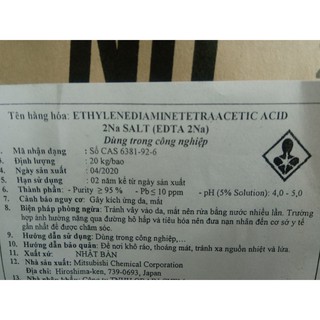 Tên hàng hóa: ETHYLENEDIAMINETETRAACETIC ACID
2Na SALT (EDTA 2Na)
Dùng trong công nghiệp
Mã nhận dạng : Số CAS 6381-92-6
3. Định lượng : 20 kg/bao
4. Ngày sản xuất : 04/2020
5. Hạn sử dụng : 02 năm kể từ ngày sản xuất
6. Thành phần: - Purity ≥ 95 % - Pb ≤ 10 ppm - pH (5% Solution): 4,0 - 5,0
7. Cảnh báo nguy cơ: Gây kích ứng da, mắt
8. Biện pháp phòng ngừa: Tránh vấy vào da, mắt nên rửa bằng nước nhiều lần. Trường
hợp ảnh hưởng nặng qua đường hô hấp và tiêu hóa nên đưa nạn nhân đến cơ sở y tế
gần nhất để được chăm sóc.
9. Hướng dẫn sử dụng: Dùng trong công nghiệp,...
10. Hướng dẫn bảo quản: Để nơi khô ráo, thoáng mát, tránh xa nguồn nhiệt và lửa.
11. Xuất xứ: NHẬT BẢN
12. Nhà sản xuất: Mitsubishi Chemical Corporation
Địa chỉ: Hiroshima-ken, 739-0693, Japan